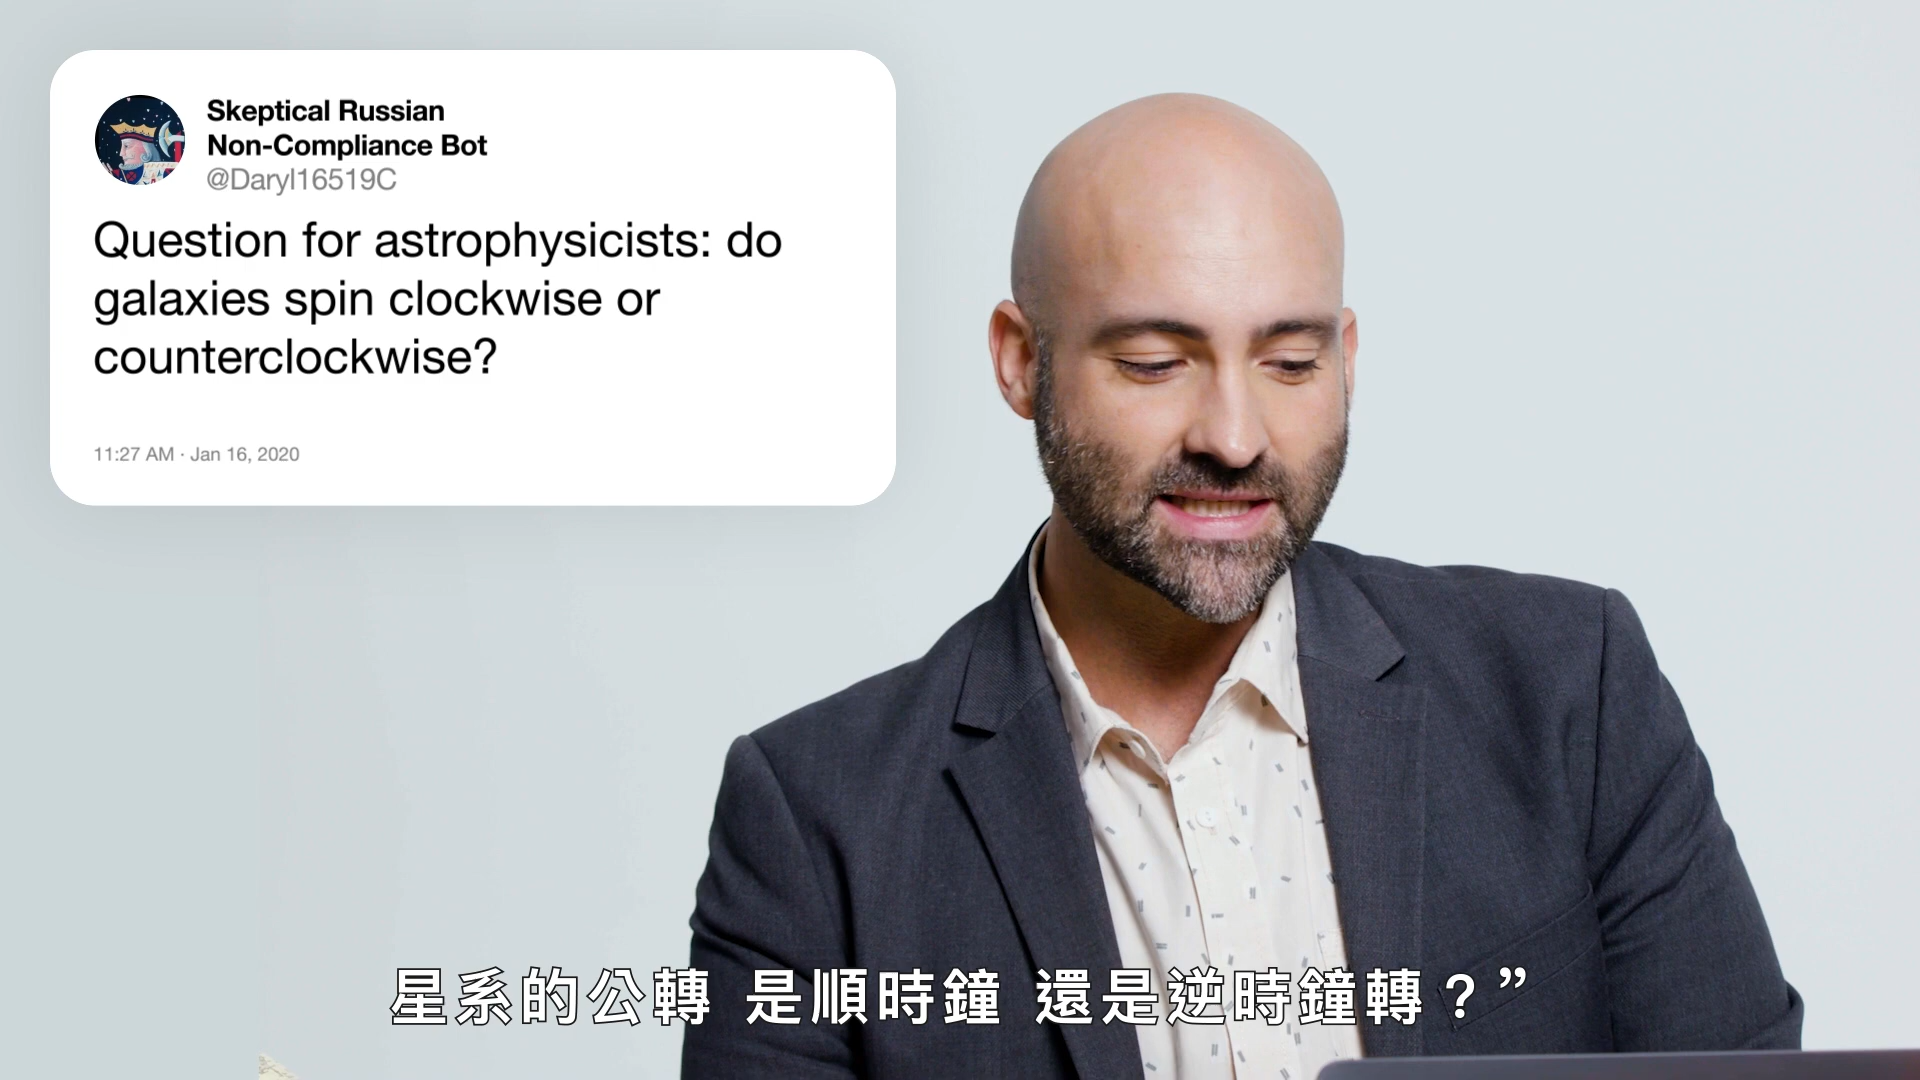 Skeptical Russian
Non-Compliance Bot
@Daryl16519C
Question for astrophysicists: do
galaxies spin clockwise or
counterclockwise?
11:27 AM · Jan 16, 2020
星系的公轉 是順時鐘 還是逆時鐘轉？”